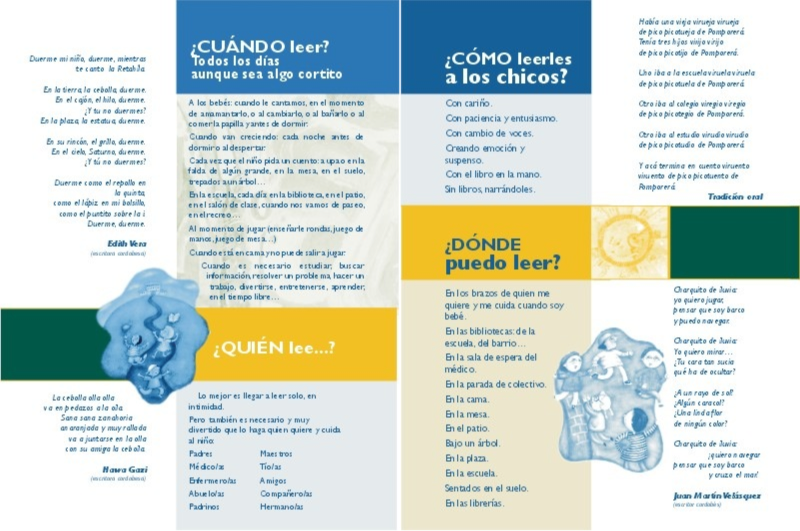 Duerme mi niño, duerme, mientras
te canto la Retahíla.
En la tierra, la cebolla, duerme.
En el cajón, el hilo, duerme.
¿Y tu no duermes?
En la plaza, la estatua, duerme.
En su rincón, el grillo, duerme.
En el cielo, Saturno, duerme.
¿Y tú no duermes?
Duerme como el repollo en
la quinta,
como el lápiz en mi bolsillo,
como el puntito sobre la i
Duerme, duerme.
Edith Vera
(escritora cordobesa)
La cebolla olla olla
va en pedazos a la olla
Sana sana zanahoria
anaranjada y muy rallada
va a juntarse en la olla
con su amiga la cebolla.
(escritora cordobesa)
¿CUÁNDO leer?
Todos los días
aunque sea algo cortito
A los bebés: cuando le cantamos, en el momento
de amamantarlo, o al cambiarlo, o al bañarlo o al
comer la papilla y antes de dormir.
Cuando van creciendo: cada noche antes de
dormir o al despertar.
Cada vez que el niño pida un cuento: a upa o en la
falda de algún grande, en la mesa, en el suelo,
trepados a un árbol...
En la escuela, cada día en la biblioteca, en el patio,
en el salón de clase, cuando nos vamos de paseo,
en el recreo...
Al momento de jugar (enseñarle rondas, juego de
manos, juego de mesa...)
Cuando está en cama y no puede salir a jugar.
Cuando es necesario estudiar, buscar
información, resolver un problema, hacer un
trabajo, divertirse, entretenerse, aprender,
en el tiempo libre...
¿QUIÉN lee...?
Lo mejor es llegar a leer solo, en
intimidad.
Pero también es necesario y muy
divertido que lo haga quien quiere y cuida
al niño:
Padres Maestros
Médico/as Tío/as
Enfermero/as Amigos
Abuelo/as Compañero/as
Padrinos Hermano/as
¿CÓMO leerles
a los chicos?
Con cariño.
Con paciencia y entusiasmo.
Con cambio de voces.
Creando emoción y
suspenso.
Con el libro en la mano.
Sin libros, narrándoles.
¿DÓNDE
puedo leer?
En los brazos de quien me
quiere y me cuida cuando soy
bebé.
En las bibliotecas: de la
escuela, del barrio...
En la sala de espera del
médico.
En la parada de colectivo.
En la cama.
En la mesa.
En el patio.
Bajo un árbol.
En la plaza.
En la escuela.
Sentados en el suelo.
En las librerías.
Había una vieja virueja virueja
de pico picotueja de Pomporerá.
Tenía tres hijos virijo virijo
de pico picotijo de Pomporerá.
Uno iba a la escuela viruela viruela
de pico picotuela de Pomporerá.
Otro iba al colegio viregio viregio
de pico picotegio de Pomporerá.
Otro iba al estudio virudio virudio
de pico picotudio de Pomporerá
Y acá termina en cuento viruento
viruento de pico picotuento de
Pomporerá.
Tradición oral
Charquito de lluvia:
yo quiero jugar,
pensar que soy barco
y puedo navegar.
Charquito de lluvia:
Yo quiero mirar...
¿Tu cara tan sucia
qué ha de ocultar?
¿A un rayo de sol?
¿Algún caracol?
¿Una linda flor
de ningún color?
Charquito de lluvia:
¡quiero navegar
pensar que soy barco
y cruzo el mar!
Juan Martín Velásquez
(escritor cordobés)